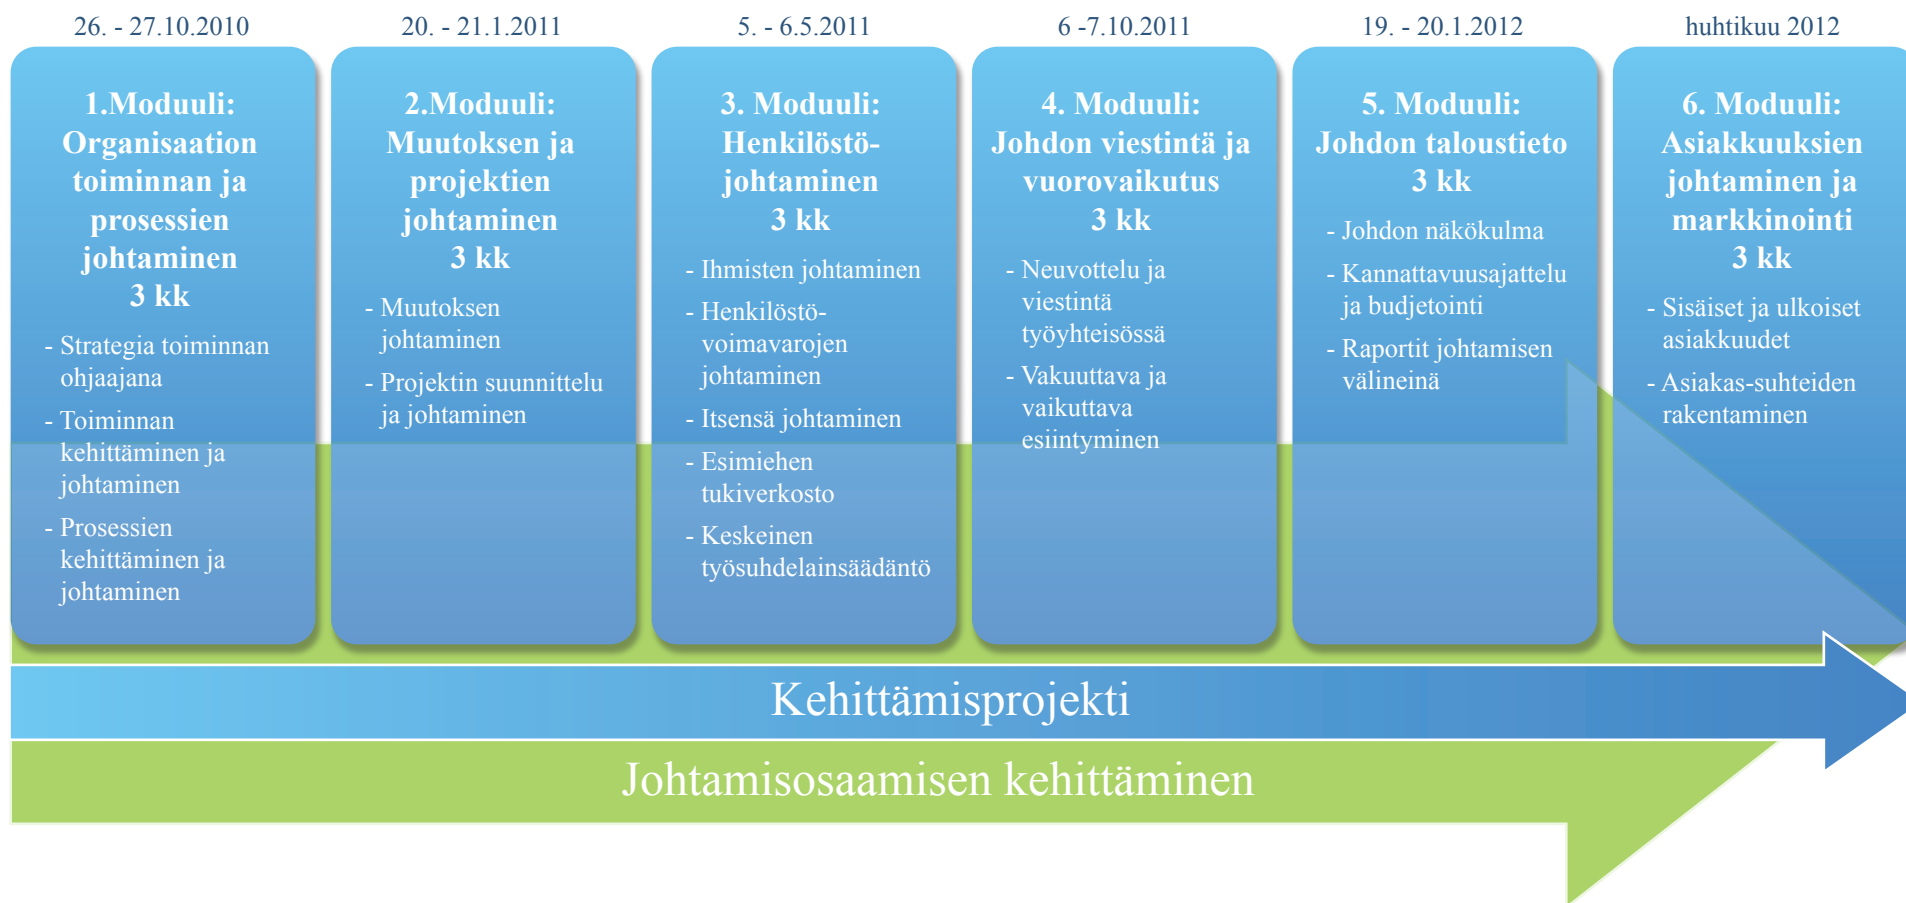 26. - 27.10.2010
20. - 21.1.2011
5. - 6.5.2011
6 -7.10.2011
19. - 20.1.2012
huhtikuu 2012
1.Moduuli:
Organisaation
toiminnan ja
prosessien
johtaminen
3 kk
- Strategia toiminnan
ohjaajana
- Toiminnan
kehittäminen ja
johtaminen
- Prosessien
kehittäminen ja
johtaminen
2.Moduuli:
Muutoksen ja
projektien
johtaminen
3 kk
- Muutoksen
johtaminen
- Projektin suunnittelu
ja johtaminen
3. Moduuli:
Henkilöstö-
johtaminen
3 kk
- Ihmisten johtaminen
- Henkilöstö-
voimavarojen
johtaminen
- Itsensä johtaminen
- Esimiehen
tukiverkosto
- Keskeinen
työsuhdelainsäädäntö
4. Moduuli:
Johdon viestintä ja
vuorovaikutus
3 kk
- Neuvottelu ja
viestintä
työyhteisössä
- Vakuuttava ja
vaikuttava
esiintyminen
5. Moduuli:
Johdon taloustieto
3 kk
- Johdon näkökulma
- Kannattavuusajattelu
ja budjetointi
- Raportit johtamisen
välineinä
6. Moduuli:
Asiakkuuksien
johtaminen ja
markkinointi
3 kk
- Sisäiset ja ulkoiset
asiakkuudet
- Asiakas-suhteiden
rakentaminen
Kehittämisprojekti
Johtamisosaamisen kehittäminen